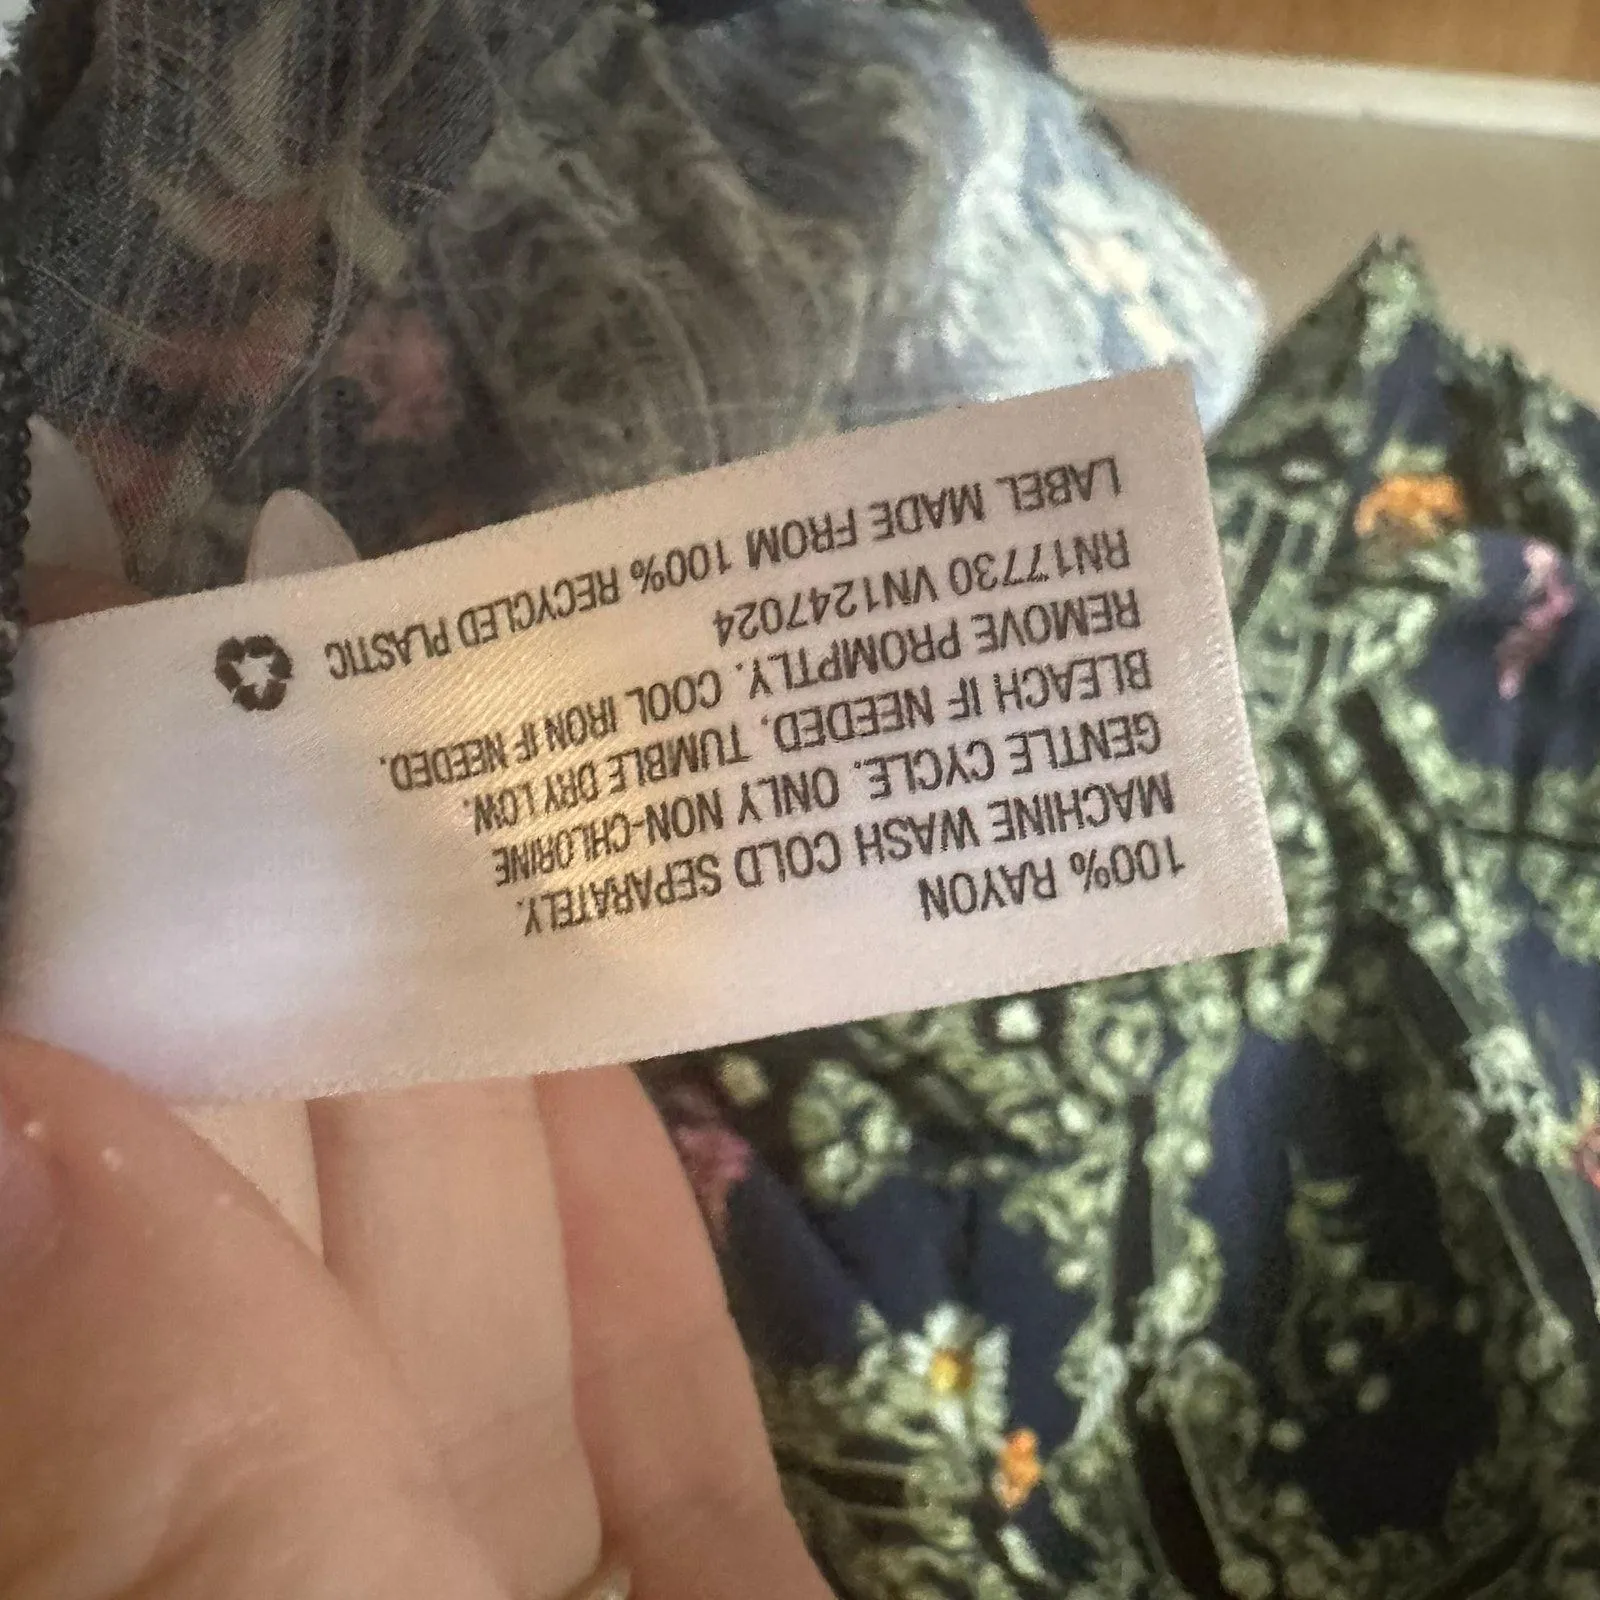 100% RAYON
MACHINE WASH COLD SEPARATELY.
GENTLE CYCLE. ONLY NON-CHLORINE
BLEACH IF NEEDED. TUMBLE DRY LOW.
REMOVE PROMPTLY. COOL IRON IF NEEDED.
RN17730 VN1247024
LABEL MADE FROM 100% RECYCLED PLASTIC